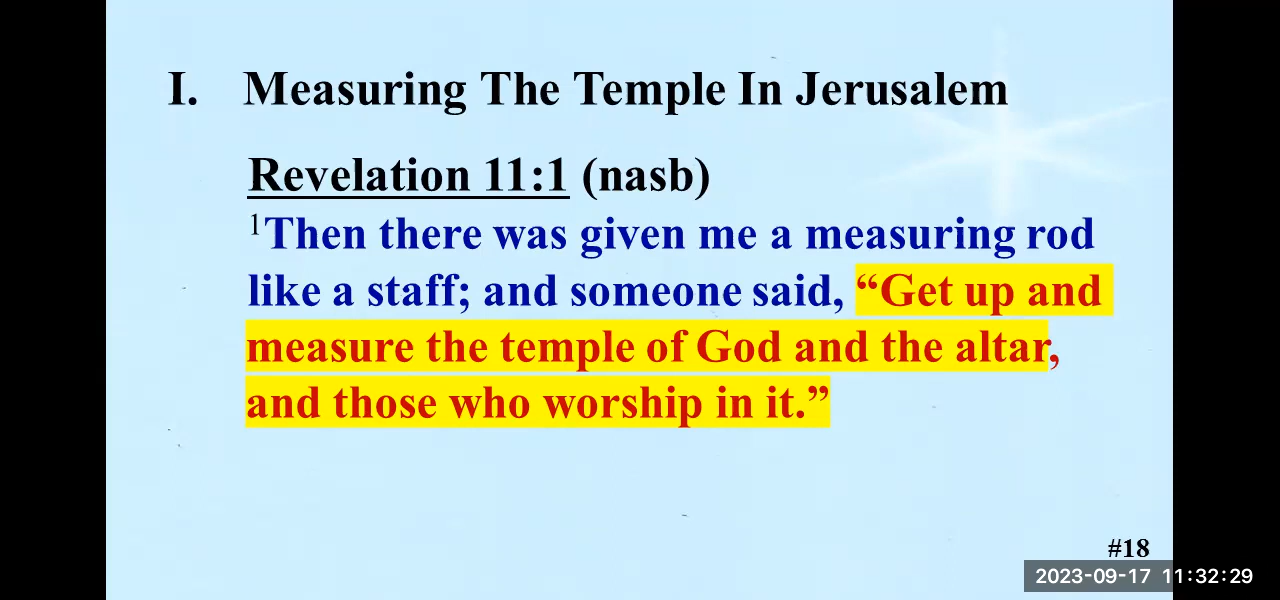 I. Measuring The Temple In Jerusalem
Revelation 11:1 (nasb)
1Then there was given me a measuring rod
like a staff; and someone said, “Get up and
measure the temple of God and the altar,
and those who worship in it.”
#18
2023-09-17 11:32:29